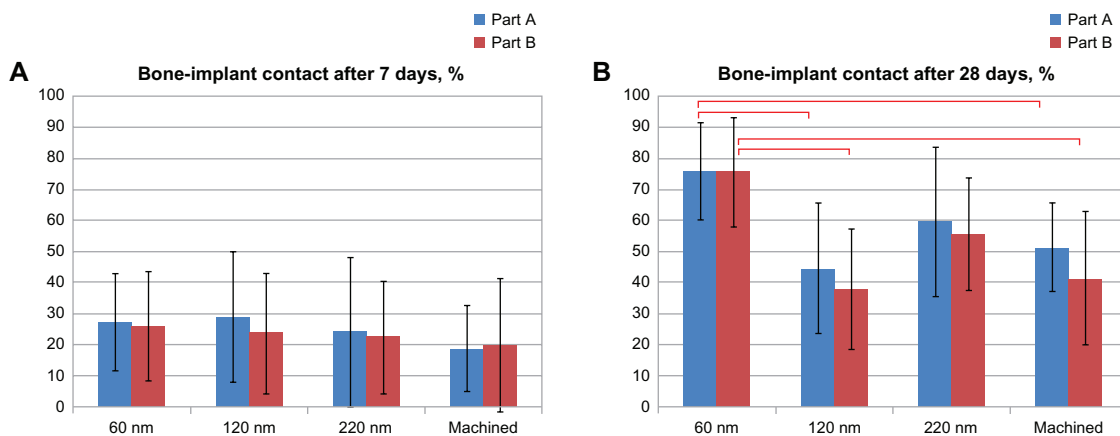 Part A
Part B
A
Bone-implant contact after 7 days, %
100
90
80
70
60
50
40
30
20
10
0
60 nm 120 nm 220 nm Machined
Part A
Part B
B
Bone-implant contact after 28 days, %
100
90
80
70
60
50
40
30
20
10
0
60 nm 120 nm 220 nm Machined